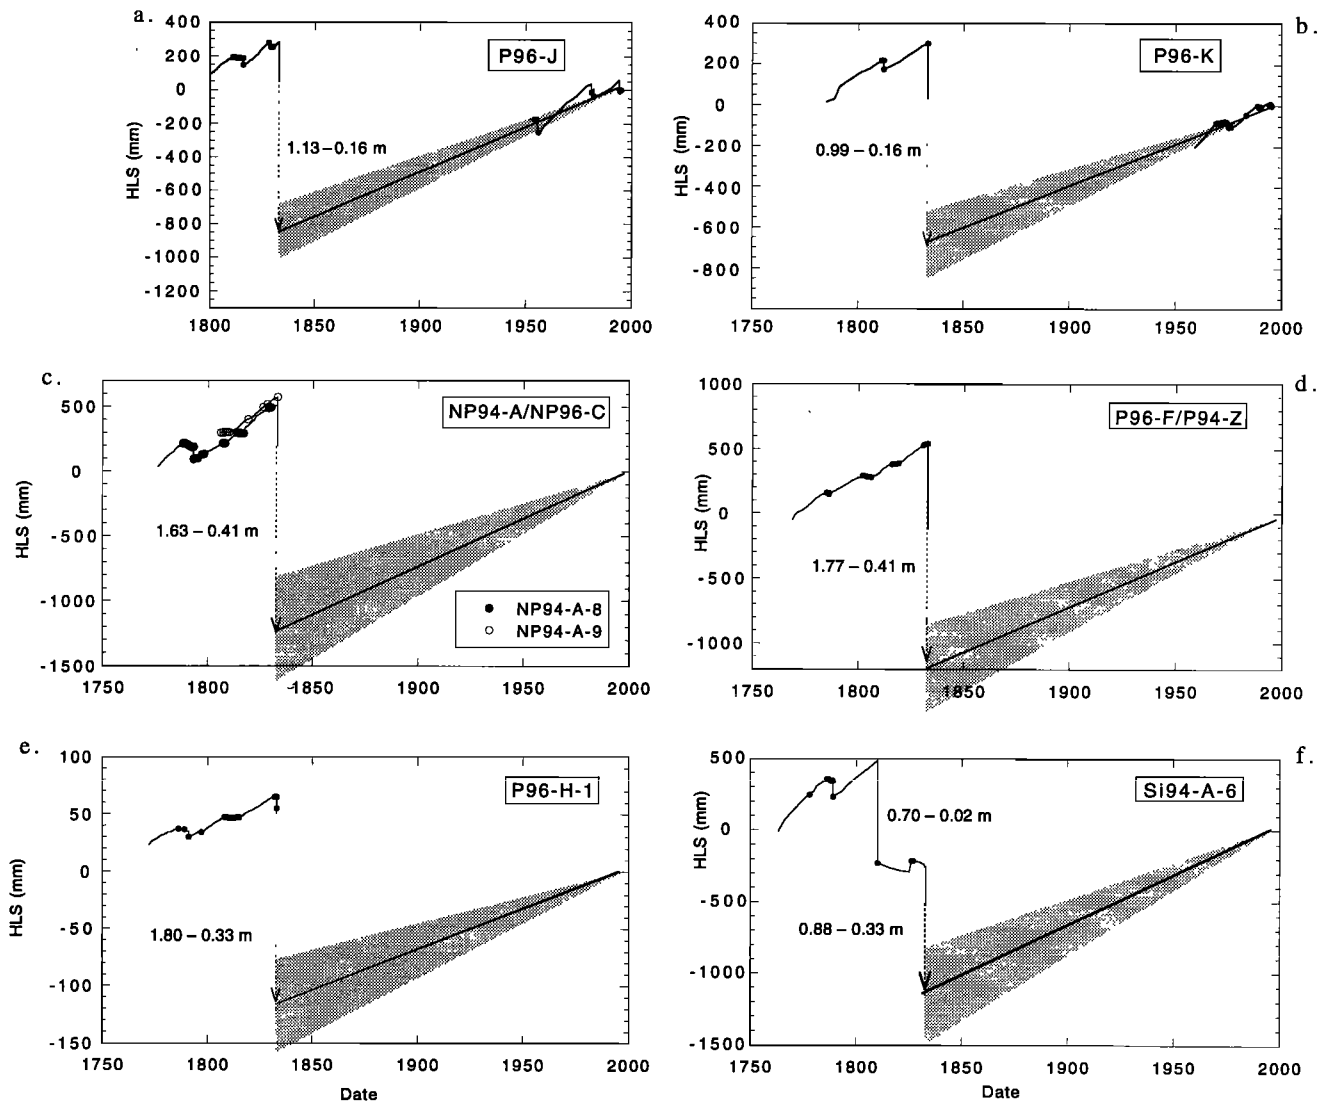 a.
400
200
0
-200
-400
-600
-800
-1000
-1200
HLS (mm)
P96-J
1.13 – 0.16 m
1800 1850 1900 1950 2000
b.
400
200
0
-200
-400
-600
-800
HLS (mm)
P96-K
0.99 – 0.16 m
1750 1800 1850 1900 1950 2000
c.
500
0
-500
-1000
-1500
HLS (mm)
NP94-A/NP96-C
1.63 – 0.41 m
NP94-A-8
NP94-A-9
1750 1800 1850 1900 1950 2000
d.
1000
500
0
-500
-1000
HLS (mm)
P96-F/P94-Z
1.77 – 0.41 m
1750 1800 1850 1900 1950 2000
e.
100
50
0
-50
-100
-150
HLS (mm)
P96-H-1
1.80 – 0.33 m
1750 1800 1850 1900 1950 2000
Date
f.
500
0
-500
-1000
-1500
HLS (mm)
Si94-A-6
0.70 – 0.02 m
0.88 – 0.33 m
1750 1800 1850 1900 1950 2000
Date